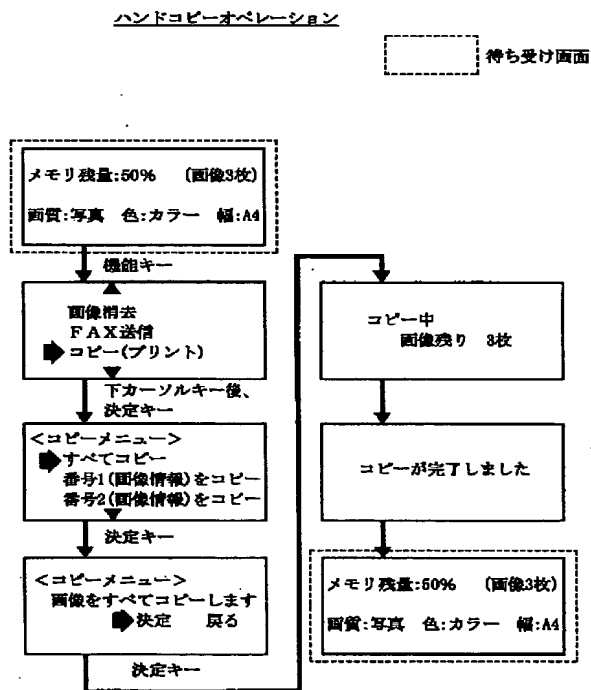 ハンドコピーオペレーション
待ち受け画面
メモリ残量:50% (画像3枚)
画質:写真 色:カラー 幅:A4
機能キー
画像消去
FAX送信
コピー(プリント)
下カーソルキー後、
決定キー
<コピーメニュー>
すべてコピー
番号1(画像情報)をコピー
番号2(画像情報)をコピー
決定キー
<コピーメニュー>
画像をすべてコピーします
決定 戻る
決定キー
コピー中
画像残り 3枚
コピーが完了しました
メモリ残量:50% (画像3枚)
画質:写真 色:カラー 幅:A4